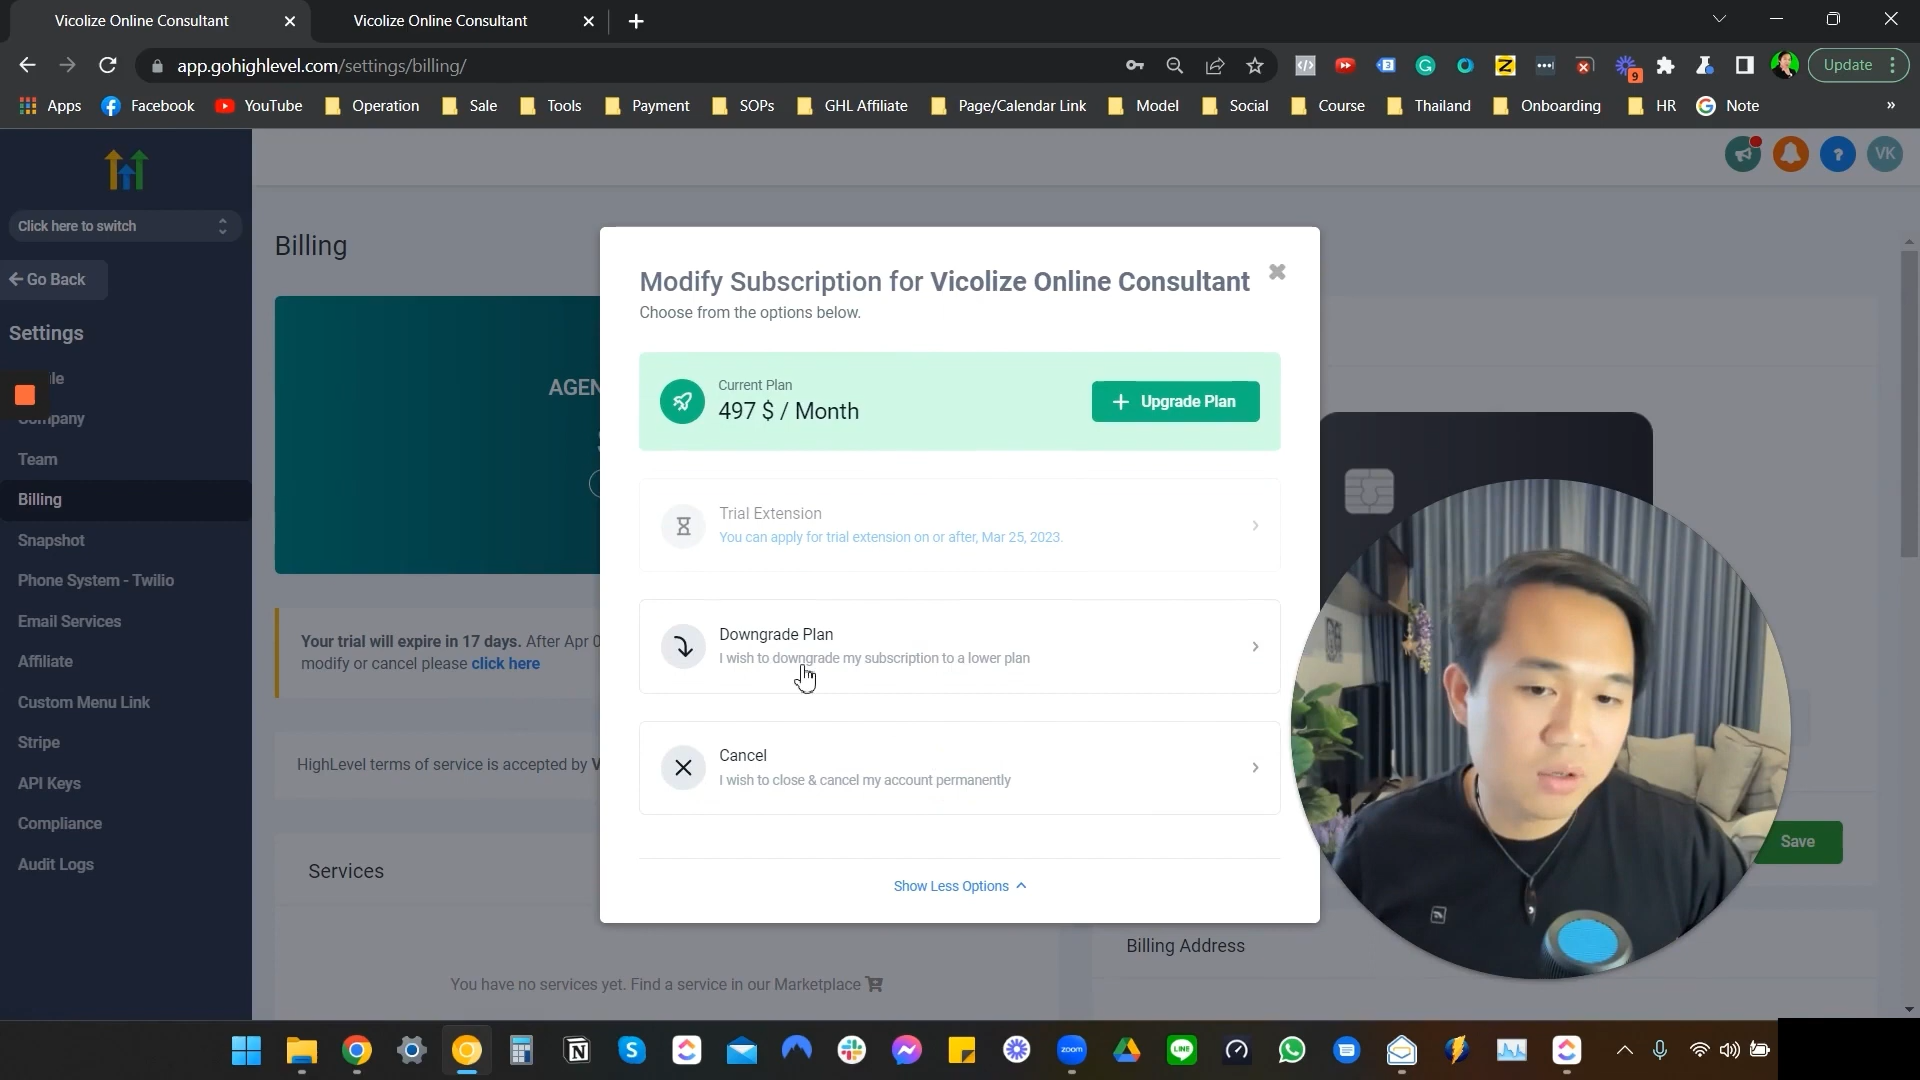 Vicolize Online Consultant
Vicolize Online Consultant
app.gohighlevel.com/settings/billing/
Update
Apps
Facebook
YouTube
Operation
Sale
Tools
Payment
SOPs
GHL Affiliate
Page/Calendar Link
Model
Social
Course
Thailand
Onboarding
HR
Note
9
VK
Click here to switch
Go Back
Settings
Team
Billing
Snapshot
Phone System - Twilio
Email Services
Affiliate
Custom Menu Link
Stripe
API Keys
Compliance
Audit Logs
Billing
AGEN
Your trial will expire in 17 days. After Apr 0
modify or cancel please click here
HighLevel terms of service is accepted by V
Services
You have no services yet. Find a service in our Marketplace
Modify Subscription for Vicolize Online Consultant
Choose from the options below.
Current Plan
497 $ / Month
Upgrade Plan
Trial Extension
You can apply for trial extension on or after, Mar 25, 2023.
Downgrade Plan
I wish to downgrade my subscription to a lower plan
Cancel
I wish to close & cancel my account permanently
Show Less Options
Save
Billing Address
zoom
LINE